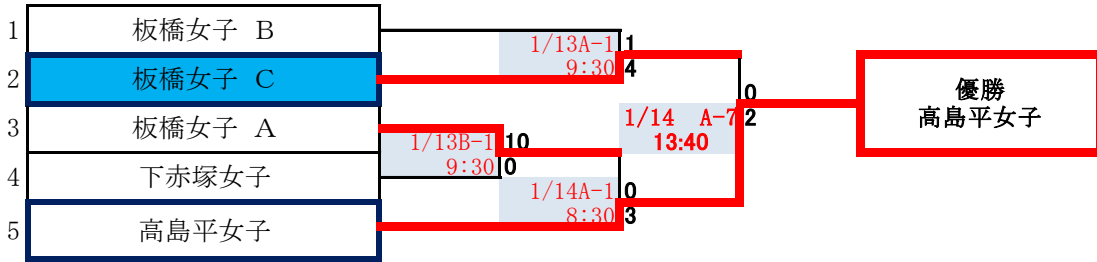 1 板橋女子 B
1/13A-1 1
2 板橋女子 C
9:30 4
0
優勝
高島平女子
3 板橋女子 A
1/14 A-7 2
13:40
1/13B-1 10
9:30 0
4 下赤塚女子
1/14A-1 0
8:30 3
5 高島平女子